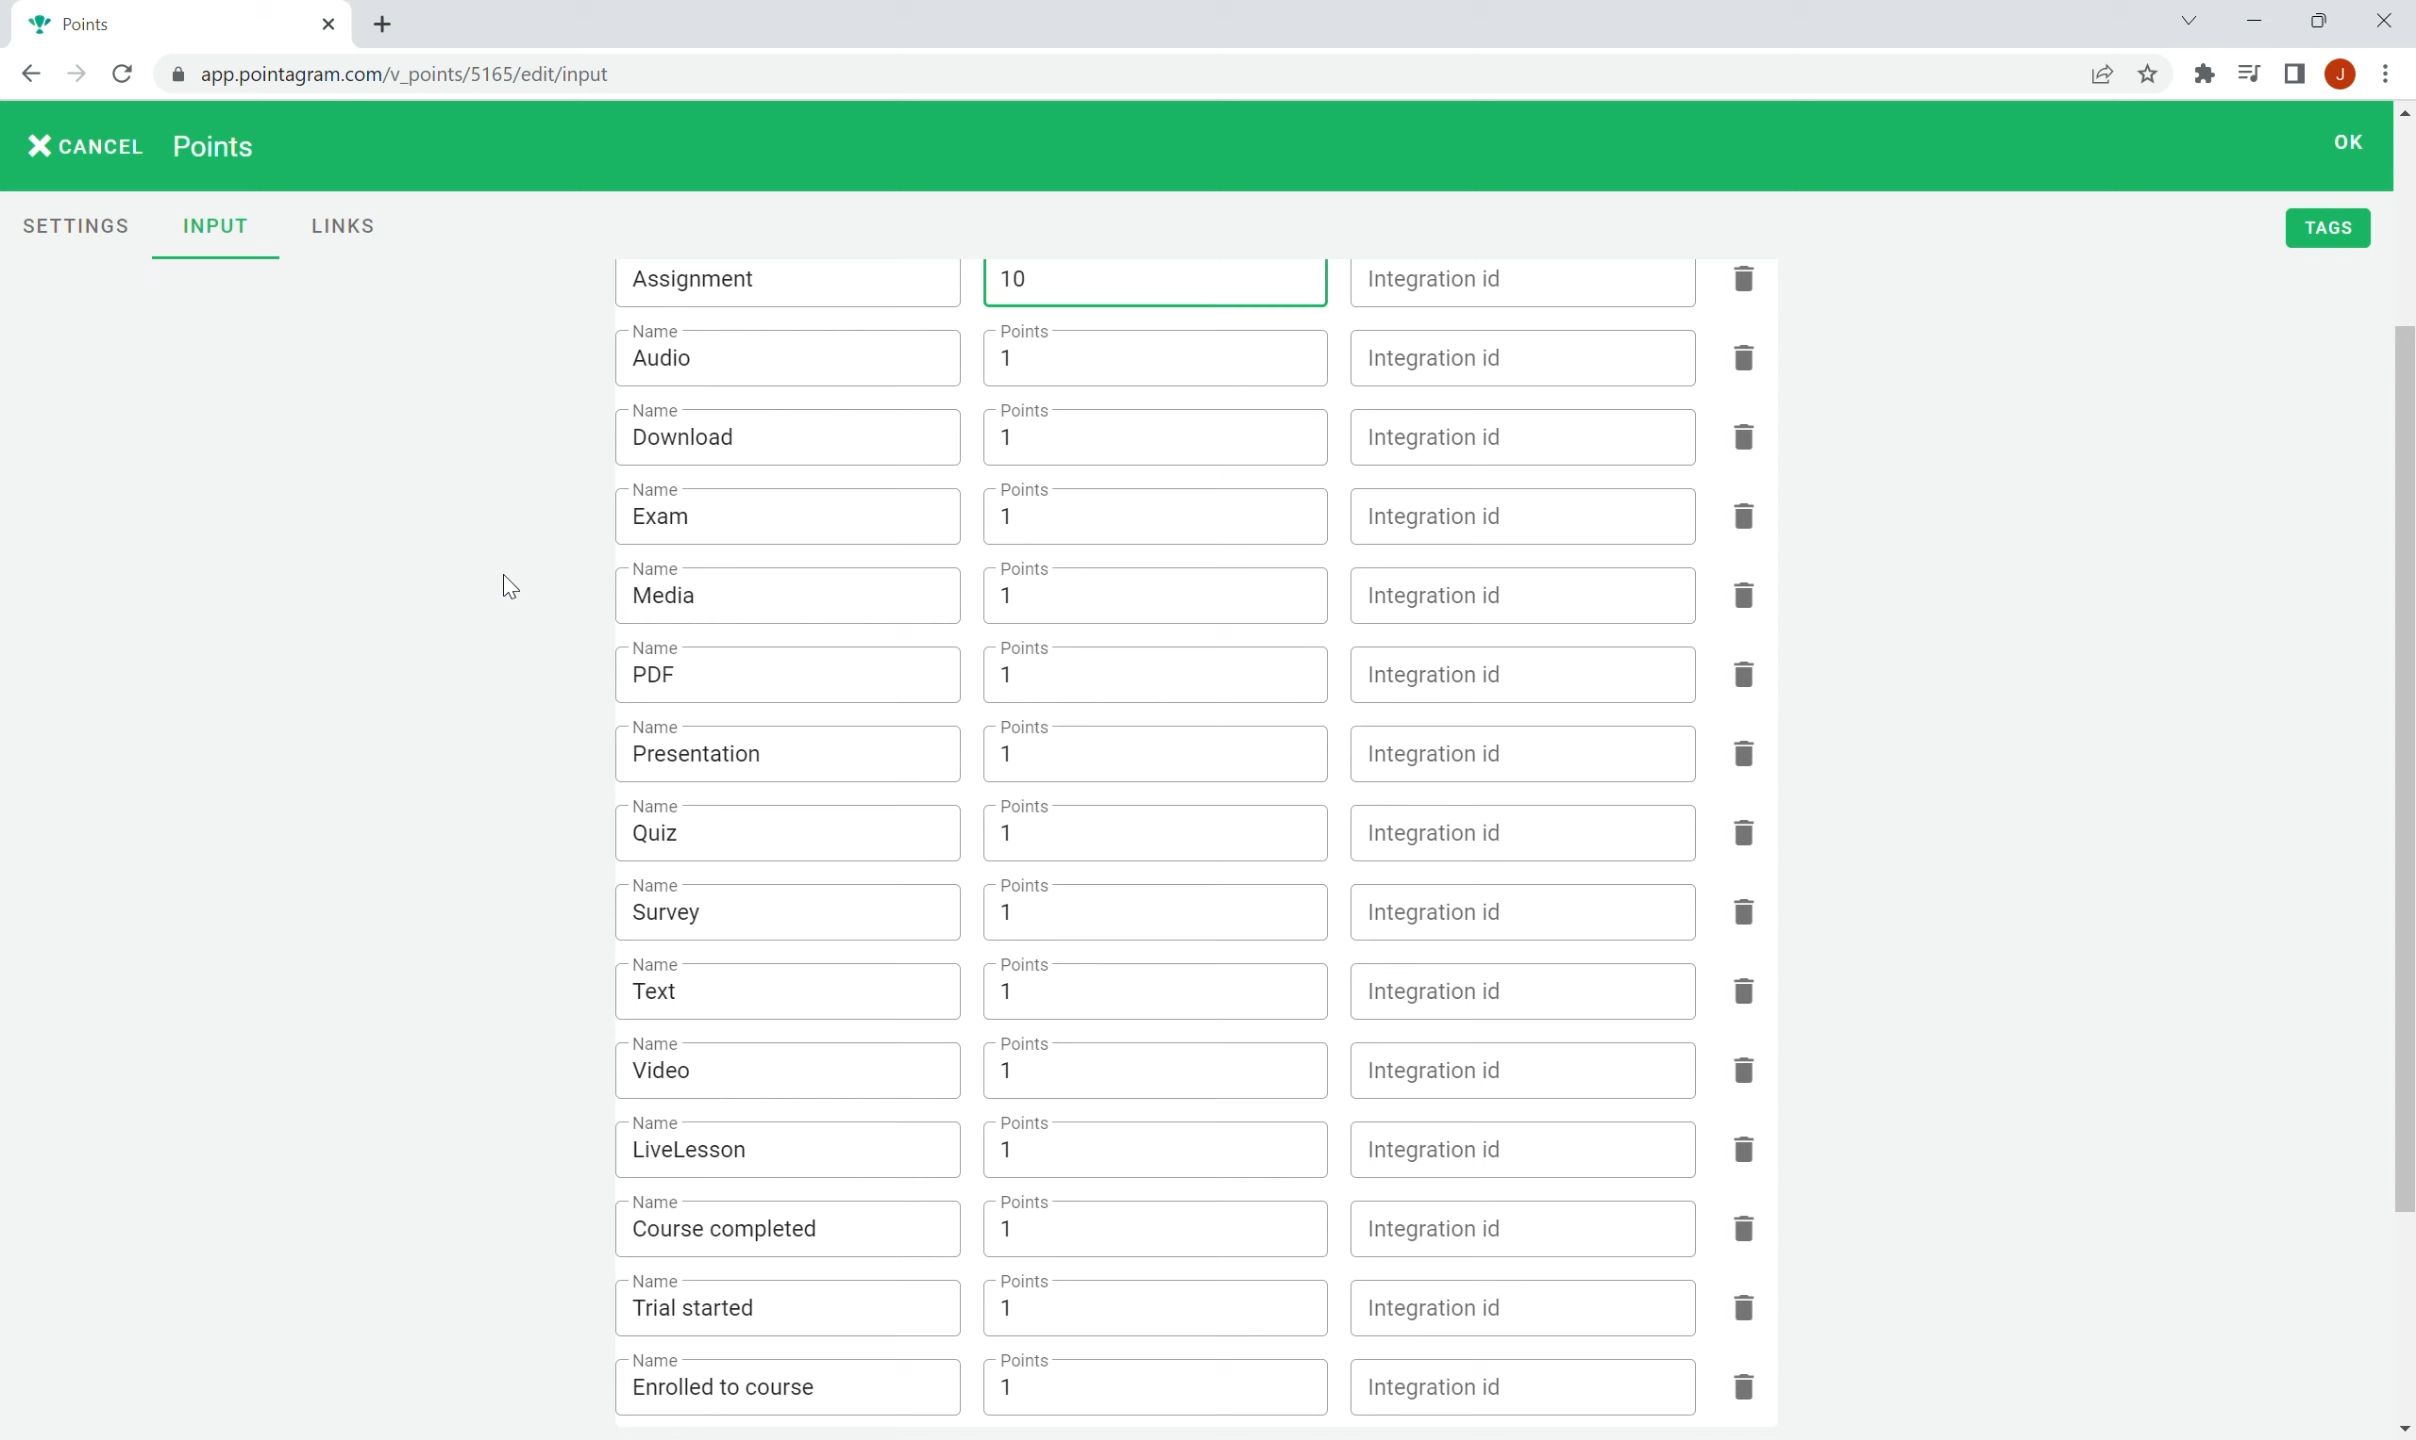 Points
app.pointagram.com/v_points/5165/edit/input
J
CANCEL Points OK
SETTINGS INPUT LINKS TAGS
Assignment 10 Integration id
Name Points
Audio 1 Integration id
Name Points
Download 1 Integration id
Name Points
Exam 1 Integration id
Name Points
Media 1 Integration id
Name Points
PDF 1 Integration id
Name Points
Presentation 1 Integration id
Name Points
Quiz 1 Integration id
Name Points
Survey 1 Integration id
Name Points
Text 1 Integration id
Name Points
Video 1 Integration id
Name Points
LiveLesson 1 Integration id
Name Points
Course completed 1 Integration id
Name Points
Trial started 1 Integration id
Name Points
Enrolled to course 1 Integration id